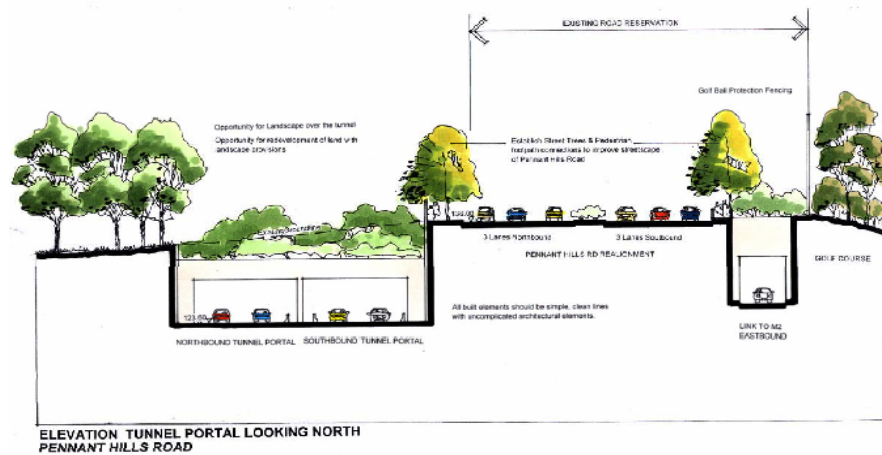 EXISTING ROAD RESERVATION
Golf Ball Protection Fencing
Opportunity for Landscape over the tunnel
Opportunity for redevelopment of land with
landscape provisions
Establish Street Trees & Pedestrian
footpath connections to improve streetscape
of Pennant Hills Road
3 Lanes Northbound
3 Lanes Southbound
PENNANT HILLS RD REALIGNMENT
GOLF COURSE
All built elements should be simple, clean lines
with uncomplicated architectural elements.
NORTHBOUND TUNNEL PORTAL
SOUTHBOUND TUNNEL PORTAL
LINK TO M2
EASTBOUND
ELEVATION TUNNEL PORTAL LOOKING NORTH
PENNANT HILLS ROAD